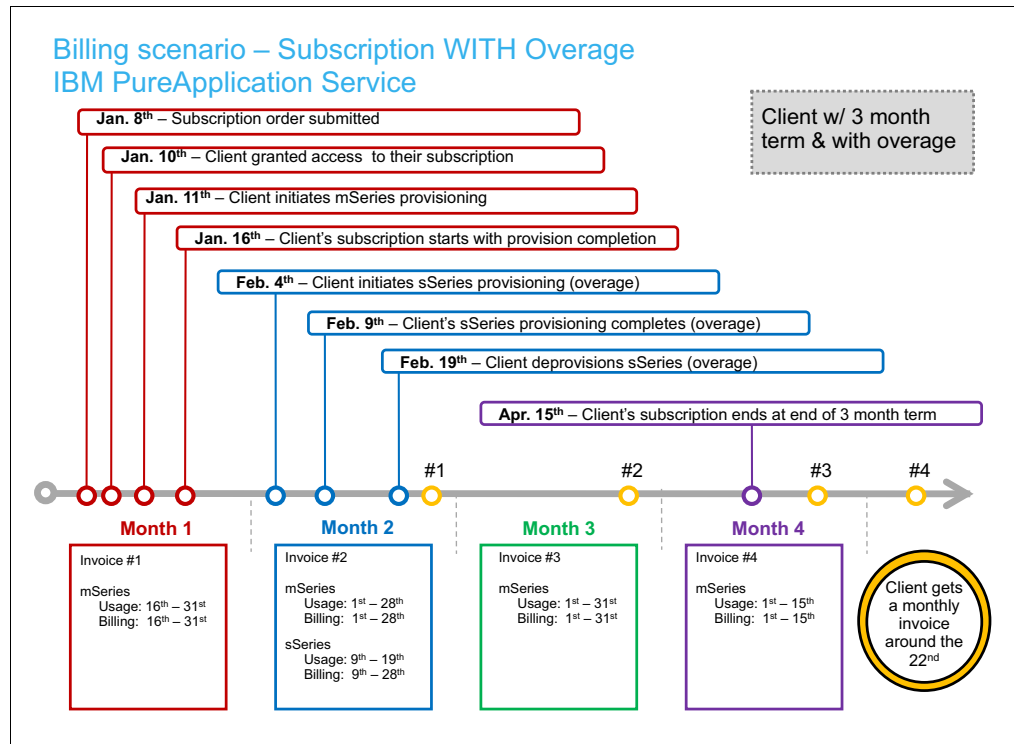 Billing scenario – Subscription WITH Overage
IBM PureApplication Service
Client w/ 3 month
term & with overage
Jan. 8th – Subscription order submitted
Jan. 10th – Client granted access to their subscription
Jan. 11th – Client initiates mSeries provisioning
Jan. 16th – Client's subscription starts with provision completion
Feb. 4th – Client initiates sSeries provisioning (overage)
Feb. 9th – Client's sSeries provisioning completes (overage)
Feb. 19th – Client deprovisions sSeries (overage)
Apr. 15th – Client's subscription ends at end of 3 month term
#1
#2
#3
#4
Month 1
Invoice #1
mSeries
Usage: 16th – 31st
Billing: 16th – 31st
Month 2
Invoice #2
mSeries
Usage: 1st – 28th
Billing: 1st – 28th
sSeries
Usage: 9th – 19th
Billing: 9th – 28th
Month 3
Invoice #3
mSeries
Usage: 1st – 31st
Billing: 1st – 31st
Month 4
Invoice #4
mSeries
Usage: 1st – 15th
Billing: 1st – 15th
Client gets
a monthly
invoice
around the
22nd